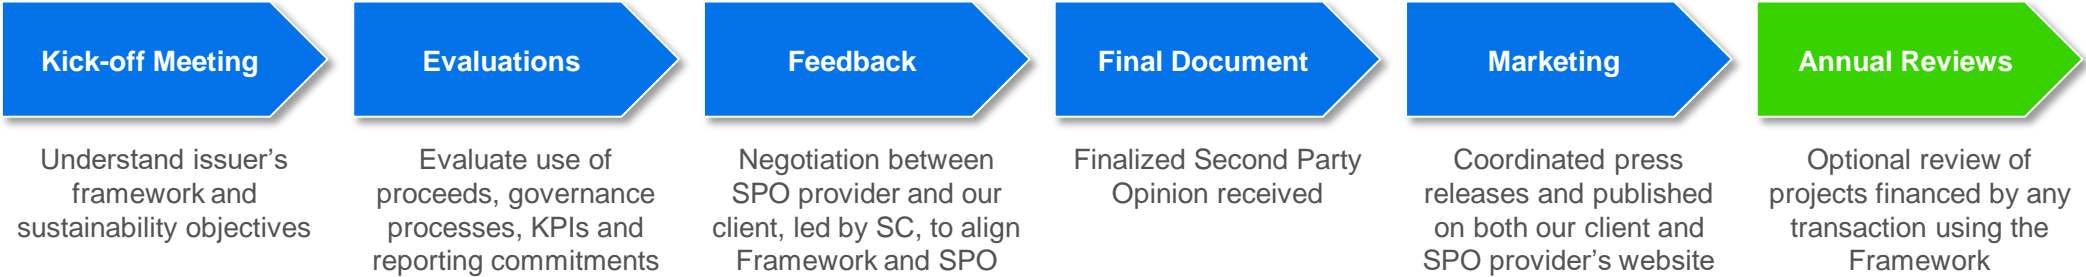 Kick-off Meeting
Understand issuer’s
framework and
sustainability objectives
Evaluations
Evaluate use of
proceeds, governance
processes, KPIs and
reporting commitments
Feedback
Negotiation between
SPO provider and our
client, led by SC, to align
Framework and SPO
Final Document
Finalized Second Party
Opinion received
Marketing
Coordinated press
releases and published
on both our client and
SPO provider’s website
Annual Reviews
Optional review of
projects financed by any
transaction using the
Framework